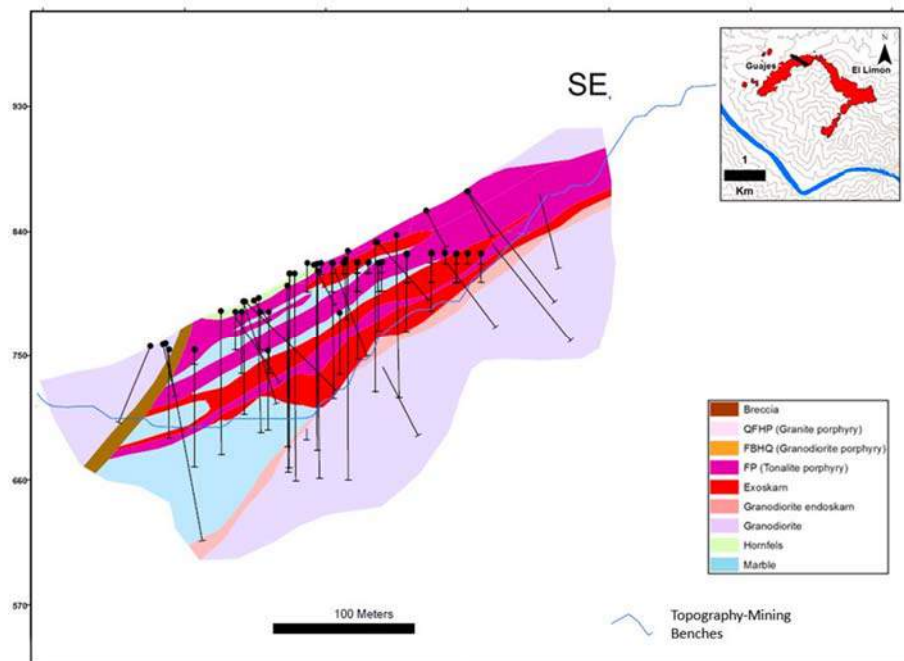 SE
N
Guajes
El Limon
1
Km
930
840
750
660
570
Breccia
QFHP (Granite porphyry)
FBHQ (Granodiorite porphyry)
FP (Tonalite porphyry)
Exoskarn
Granodiorite endoskarn
Granodiorite
Hornfels
Marble
100 Meters
Topography-Mining
Benches